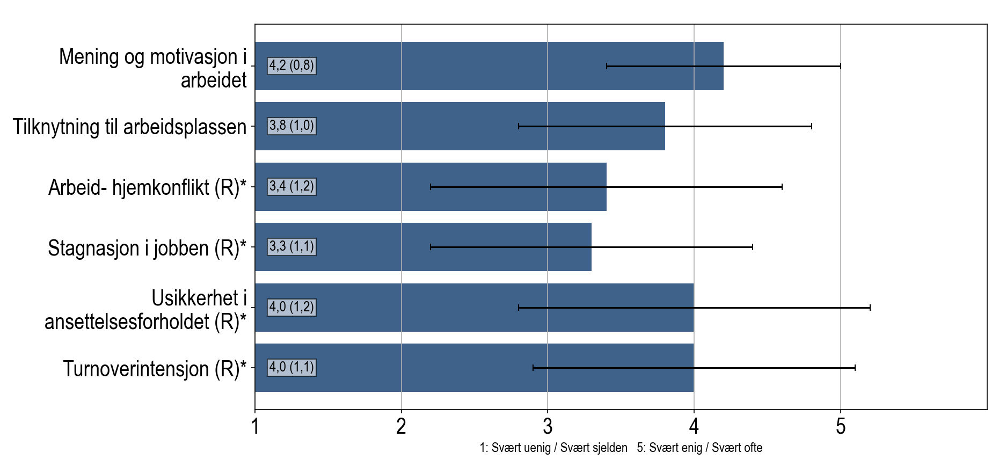 Mening og motivasjon i
arbeidet
4,2 (0,8)
Tilknytning til arbeidsplassen
3,8 (1,0)
Arbeid- hjemkonflikt (R)*
3,4 (1,2)
Stagnasjon i jobben (R)*
3,3 (1,1)
Usikkerhet i
ansettelsesforholdet (R)*
4,0 (1,2)
Turnoverintensjon (R)*
4,0 (1,1)
1 2 3 4 5
1: Svært uenig / Svært sjelden 5: Svært enig / Svært ofte